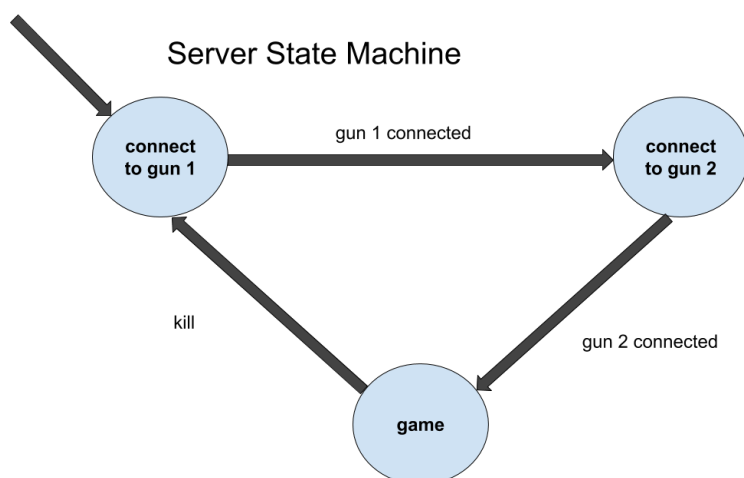 Server State Machine
connect
to gun 1
gun 1 connected
connect
to gun 2
kill
gun 2 connected
game